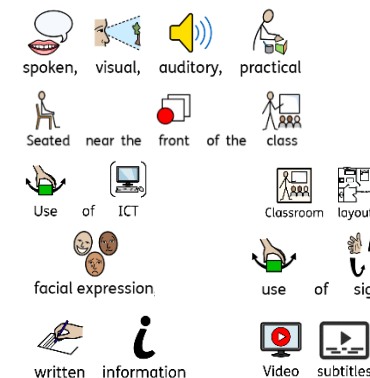 spoken, visual, auditory, practical
Seated near the front of the class
Use of ICT
Classroom layout
facial expression,
use of sig
written information
Video subtitles